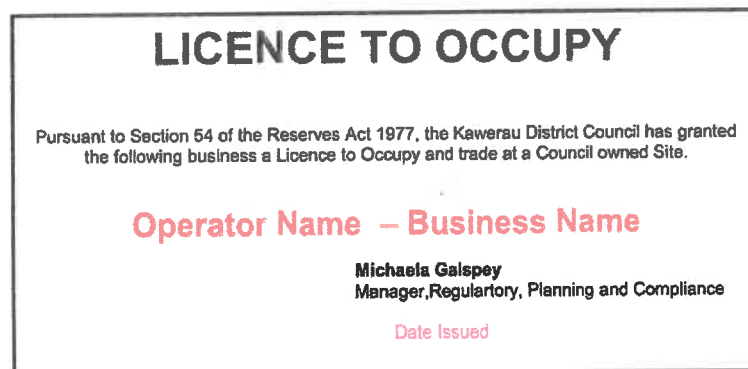 LICENCE TO OCCUPY
Pursuant to Section 54 of the Reserves Act 1977, the Kawerau District Council has granted
the following business a Licence to Occupy and trade at a Council owned Site.
Operator Name – Business Name
Michaela Galspey
Manager,Regulartory, Planning and Compliance
Date Issued